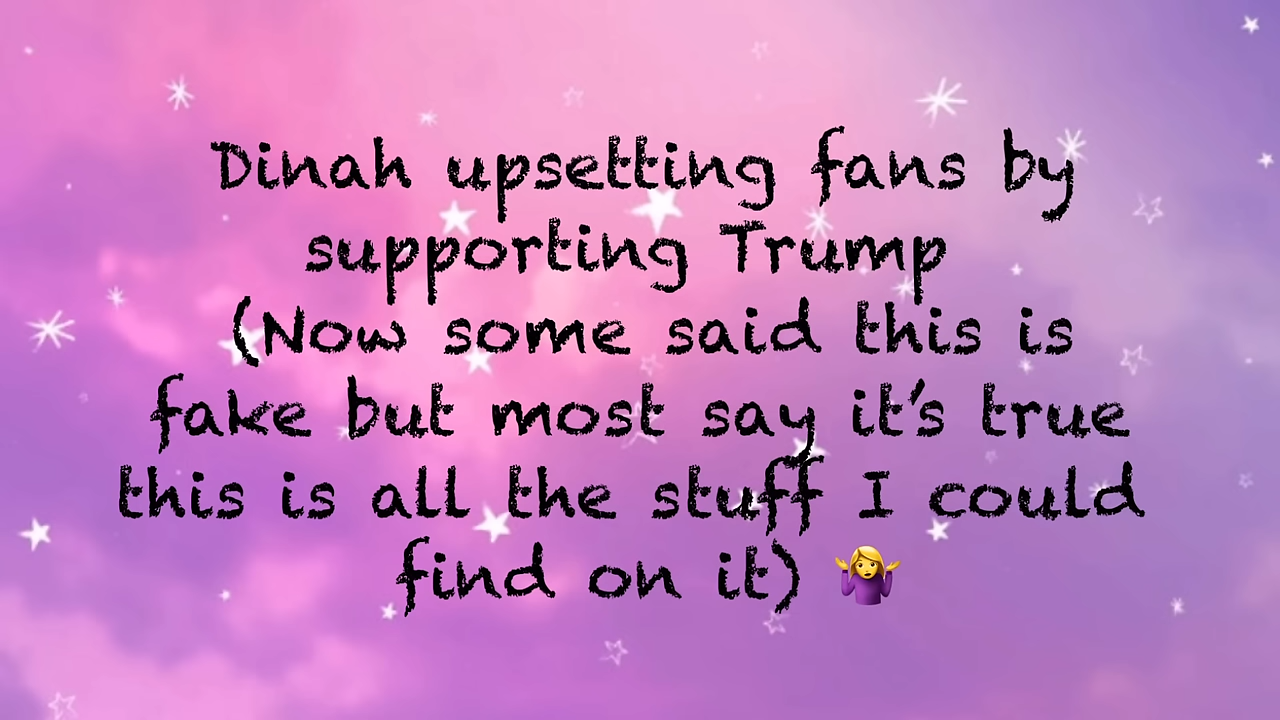 Dinah upsetting fans by
supporting Trump
(Now some said this is
fake but most say it's true
this is all the stuff I could
find on it) 🤷‍♀️